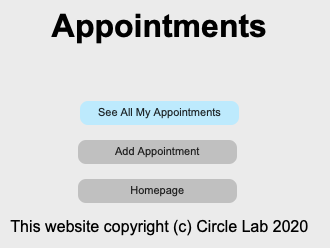 Appointments
See All My Appointments
Add Appointment
Homepage
This website copyright (c) Circle Lab 2020